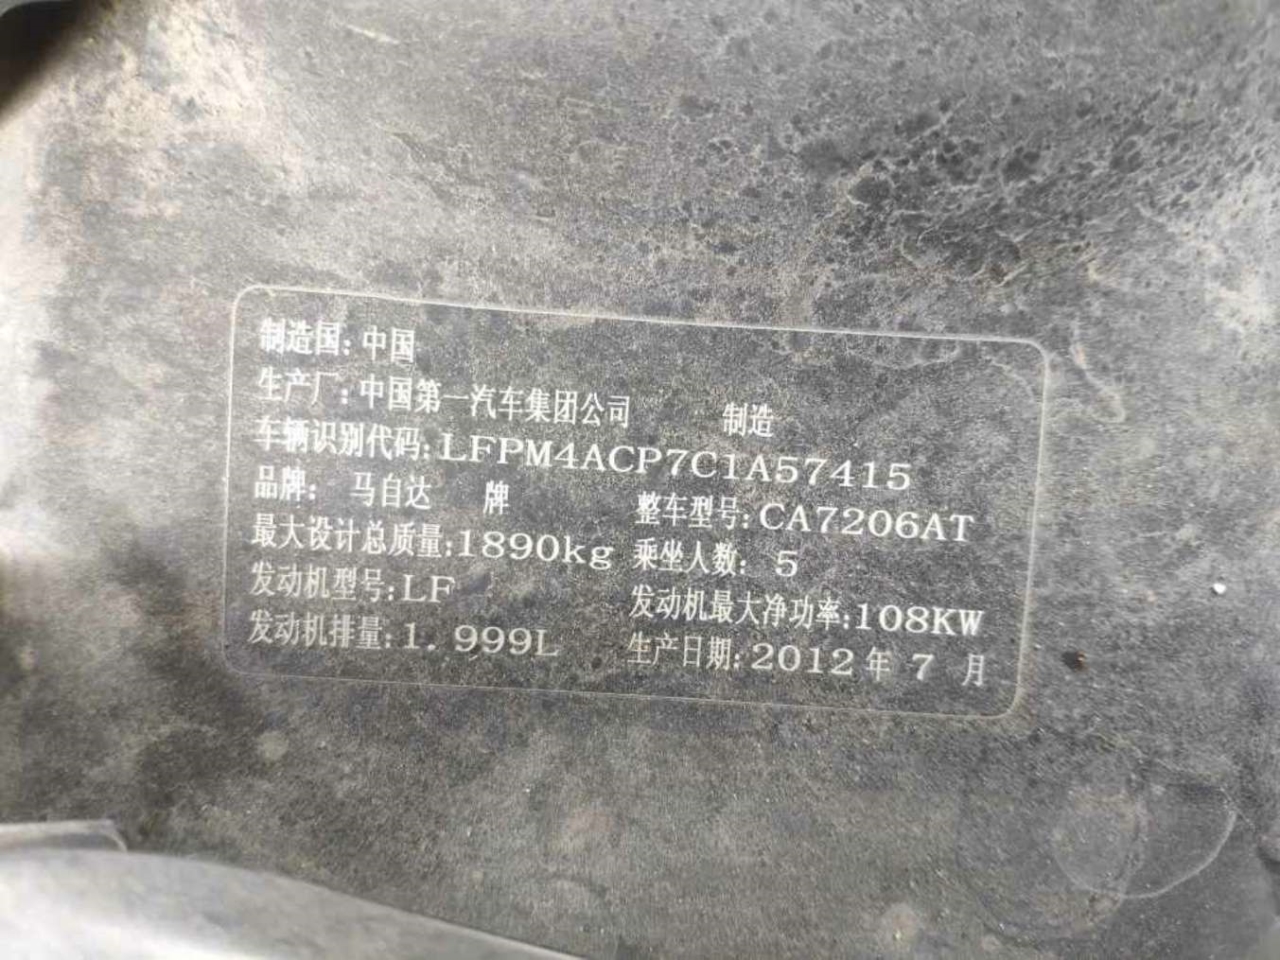 制造国:中国
生产厂:中国第一汽车集团公司 制造
车辆识别代码:LFPM4ACP7C1A57415
品牌: 马自达 牌 整车型号:CA7206AT
最大设计总质量:1890kg 乘坐人数: 5
发动机型号:LF 发动机最大净功率:108KW
发动机排量:1. 999L 生产日期:2012年 7 月